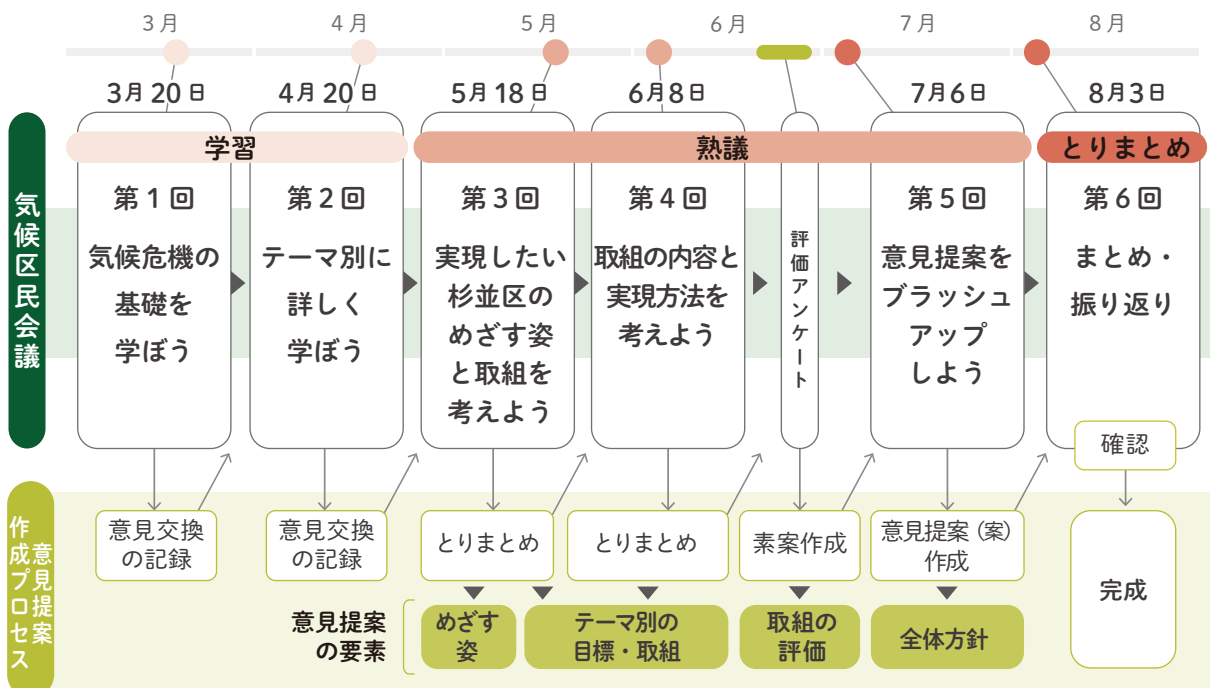 3月
4月
5月
6月
7月
8月
3月20日
4月20日
5月18日
6月8日
7月6日
8月3日
学習
熟議
とりまとめ
気候区民会議
第1回
気候危機の
基礎を
学ぼう
第2回
テーマ別に
詳しく
学ぼう
第3回
実現したい
杉並区の
めざす姿
と取組を
考えよう
第4回
取組の内容と
実現方法を
考えよう
評価アンケート
第5回
意見提案を
ブラッシュ
アップ
しよう
第6回
まとめ・
振り返り
確認
意見提案
作成プロセス
意見交換
の記録
意見交換
の記録
とりまとめ
とりまとめ
素案作成
意見提案(案)
作成
完成
意見提案
の要素
めざす
姿
テーマ別の
目標・取組
取組の
評価
全体方針